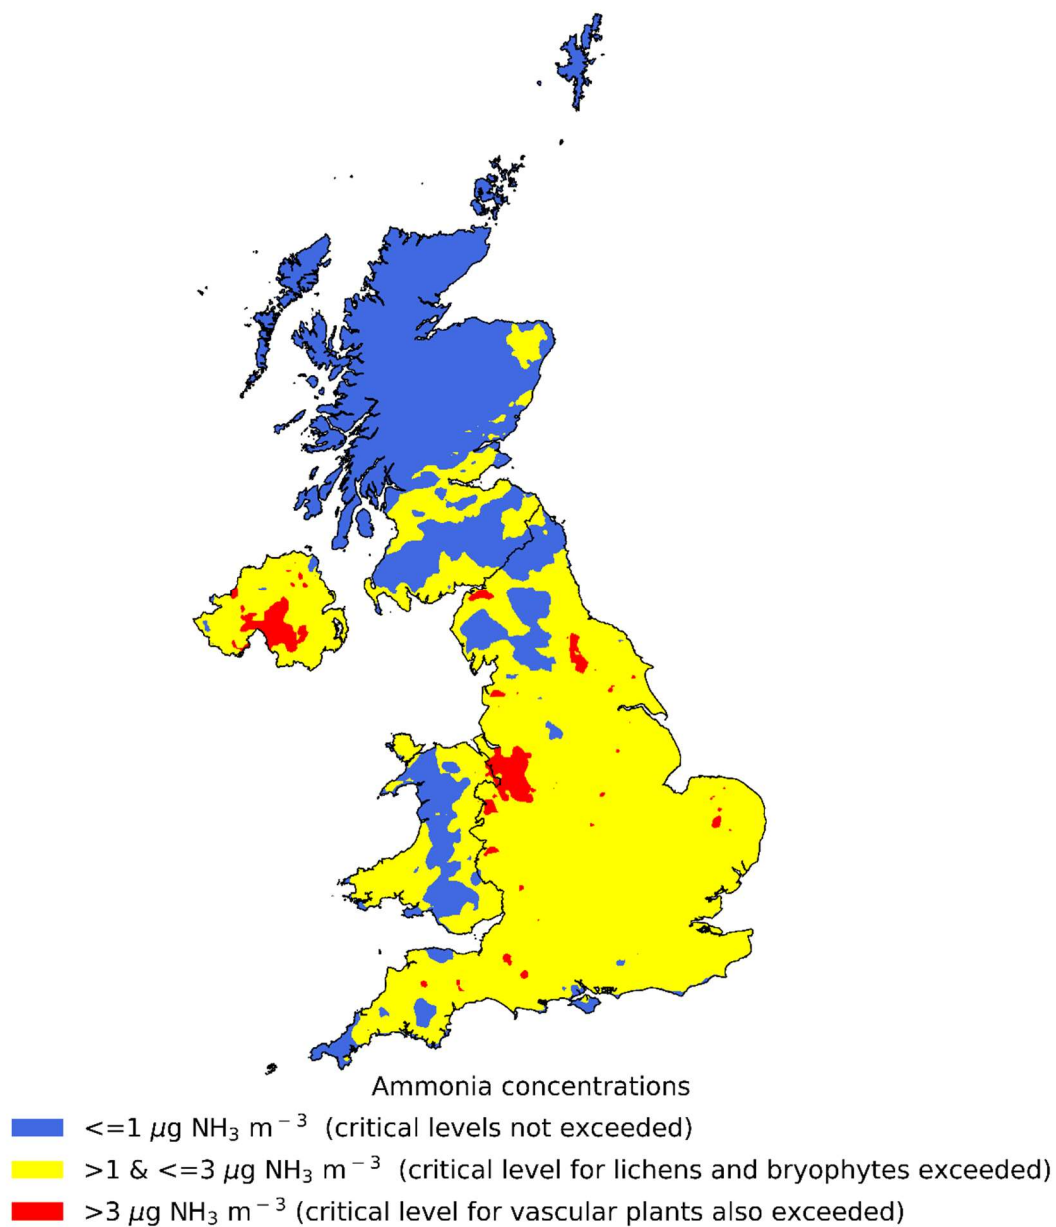 Ammonia concentrations
<=1 μg NH₃ m⁻³ (critical levels not exceeded)
>1 & <=3 μg NH₃ m⁻³ (critical level for lichens and bryophytes exceeded)
>3 μg NH₃ m⁻³ (critical level for vascular plants also exceeded)